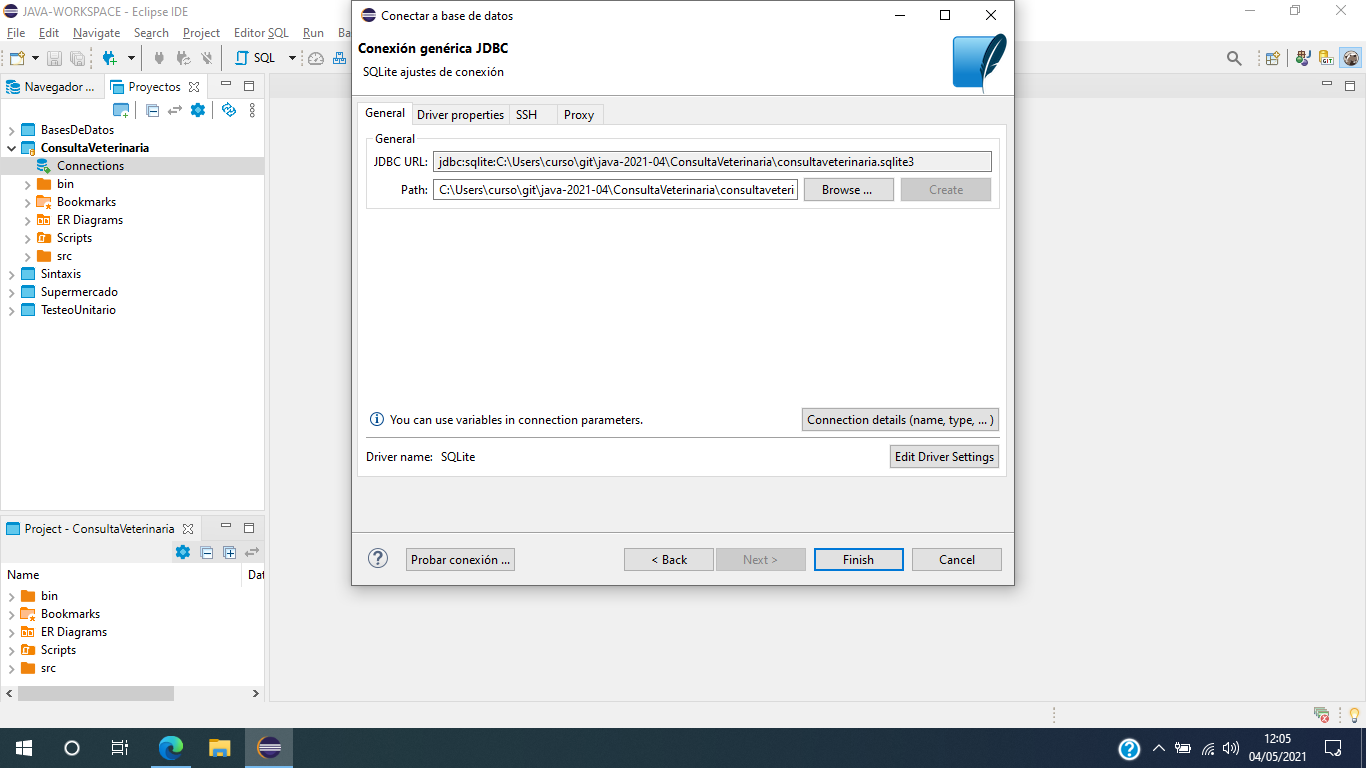 JAVA-WORKSPACE - Eclipse IDE
File Edit Navigate Search Project Editor SQL Run Ba
SQL
Navegador ... Proyectos
BasesDeDatos
ConsultaVeterinaria
Connections
bin
Bookmarks
ER Diagrams
Scripts
src
Sintaxis
Supermercado
TesteoUnitario
Project - ConsultaVeterinaria
Name Dat
bin
Bookmarks
ER Diagrams
Scripts
src
Conectar a base de datos
Conexión genérica JDBC
SQLite ajustes de conexión
General Driver properties SSH Proxy
General
JDBC URL: jdbc:sqlite:C:\Users\curso\git\java-2021-04\ConsultaVeterinaria\consultaveterinaria.sqlite3
Path: C:\Users\curso\git\java-2021-04\ConsultaVeterinaria\consultaveteri Browse ... Create
You can use variables in connection parameters. Connection details (name, type, ... )
Driver name: SQLite Edit Driver Settings
? Probar conexión ... < Back Next > Finish Cancel
GIT
? 12:05
04/05/2021